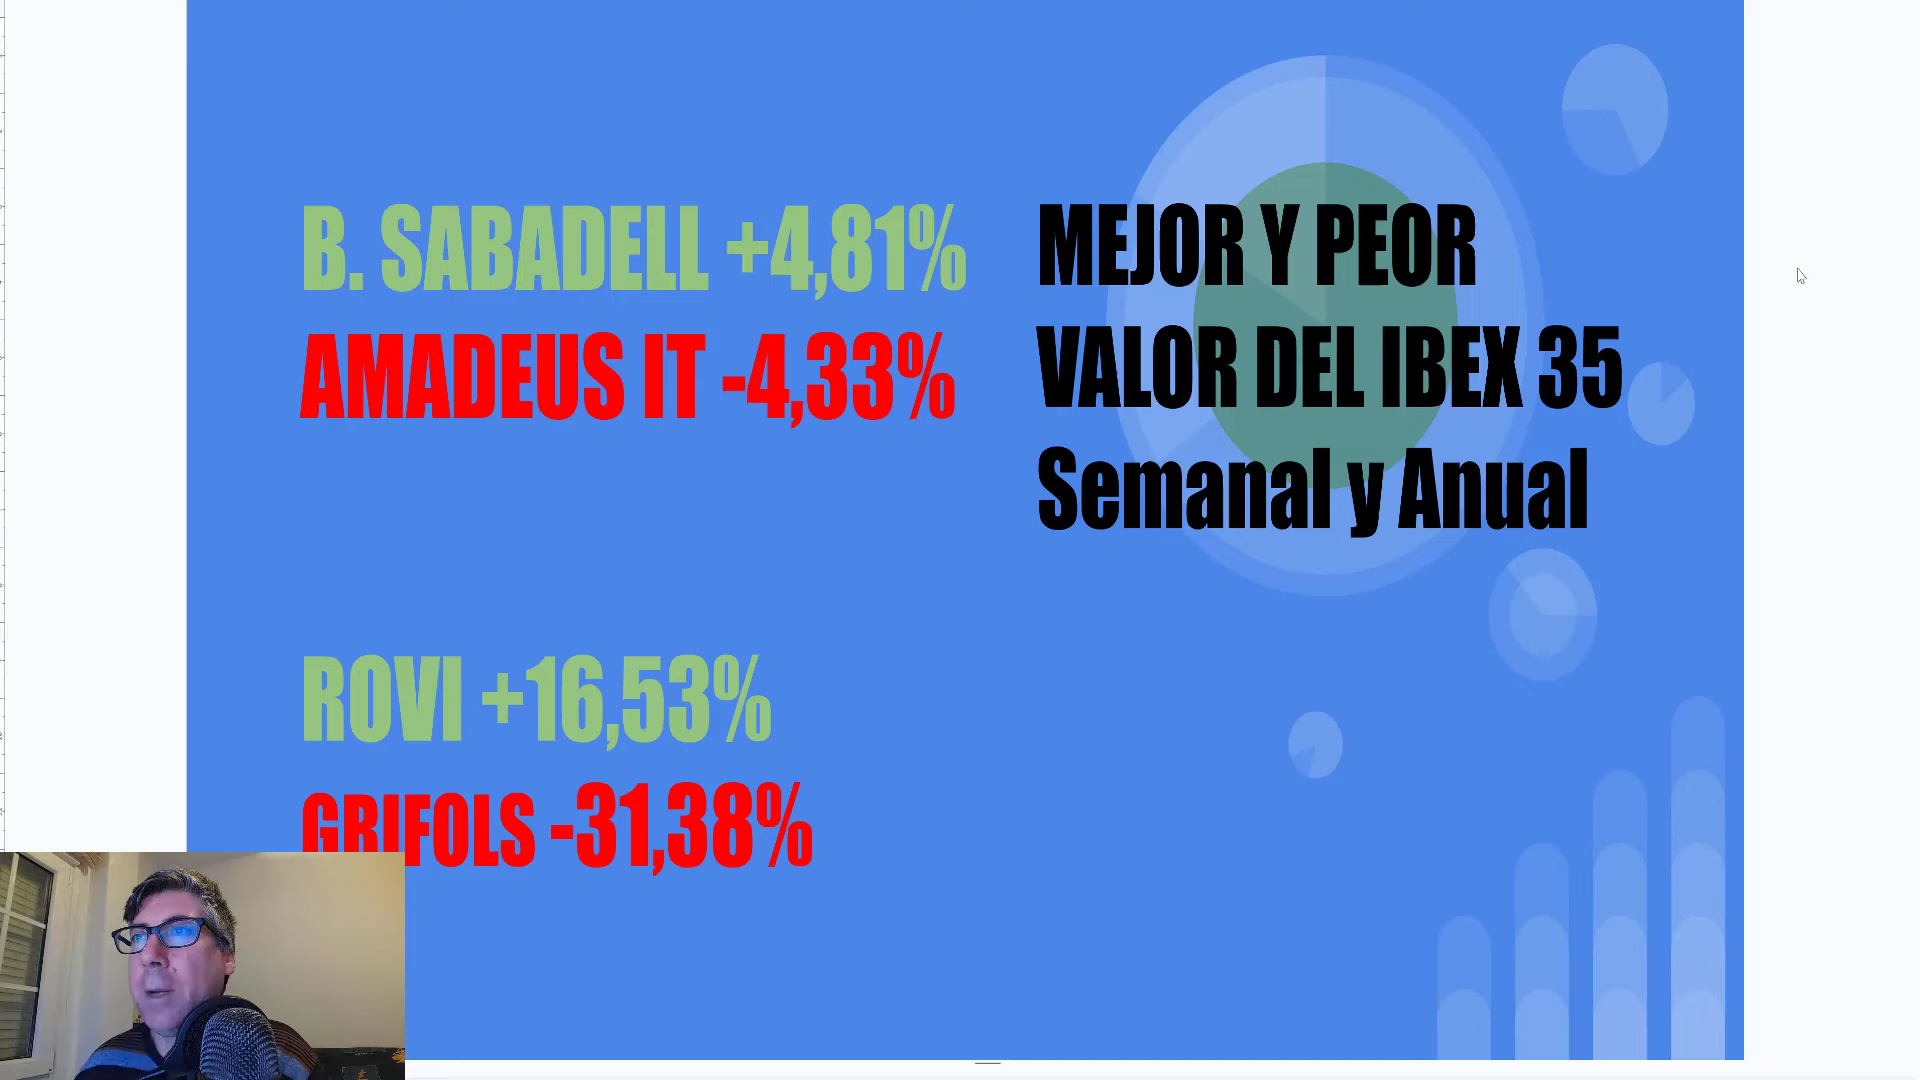 B. SABADELL +4,81%
AMADEUS IT -4,33%
MEJOR Y PEOR
VALOR DEL IBEX 35
Semanal y Anual
ROVI +16,53%
GRIFOLS -31,38%